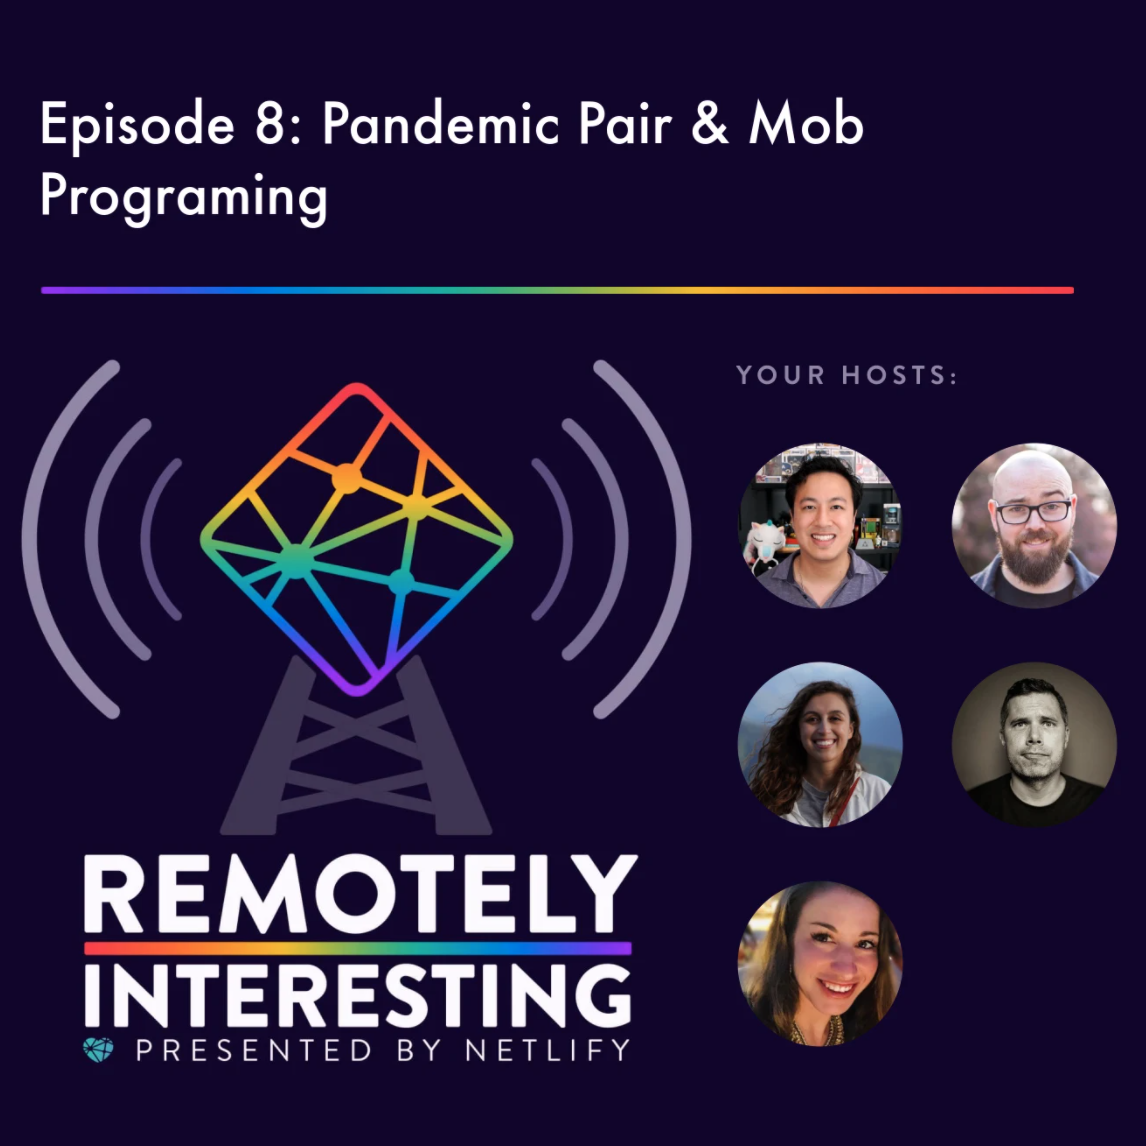 Episode 8: Pandemic Pair & Mob
Programing
YOUR HOSTS:
REMOTELY
INTERESTING
PRESENTED BY NETLIFY